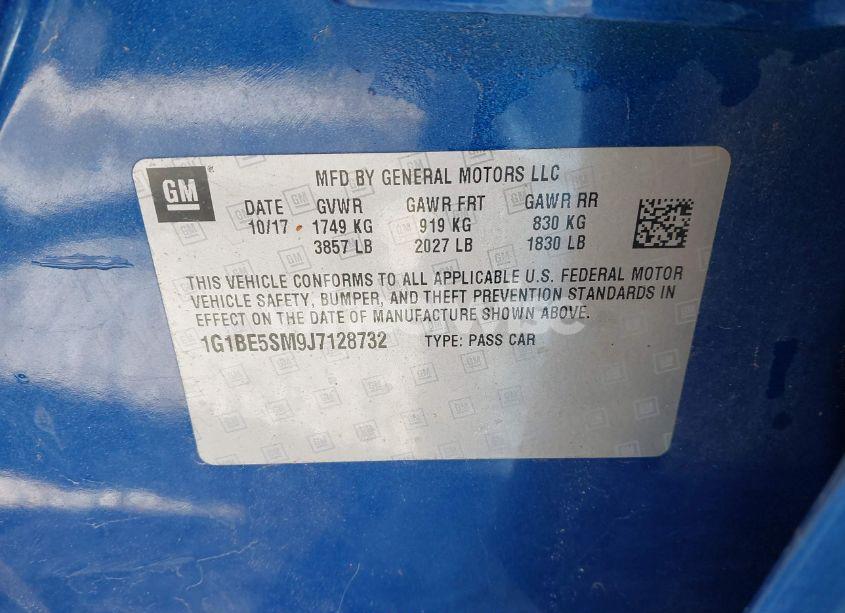 GM
MFD BY GENERAL MOTORS LLC
DATE GVWR GAWR FRT GAWR RR
10/17 1749 KG 919 KG 830 KG
3857 LB 2027 LB 1830 LB
THIS VEHICLE CONFORMS TO ALL APPLICABLE U.S. FEDERAL MOTOR
VEHICLE SAFETY, BUMPER, AND THEFT PREVENTION STANDARDS IN
EFFECT ON THE DATE OF MANUFACTURE SHOWN ABOVE.
1G1BE5SM9J7128732 TYPE: PASS CAR